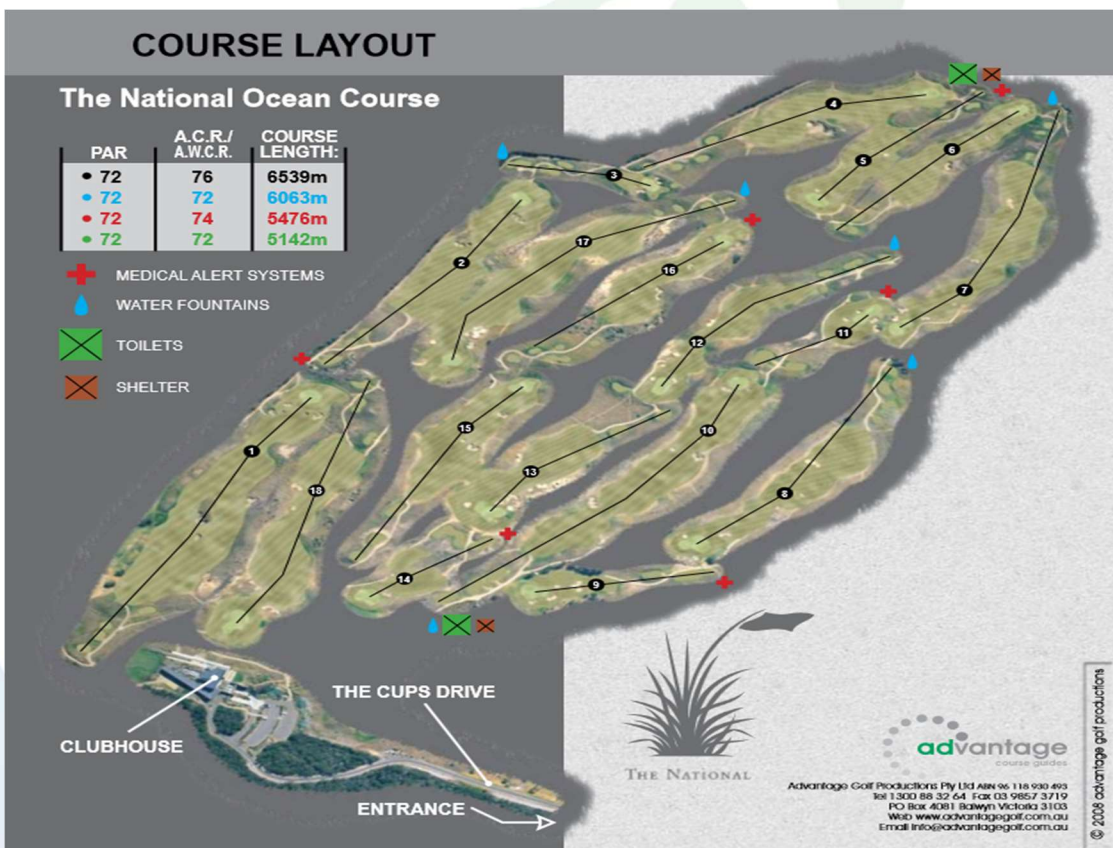 COURSE LAYOUT
The National Ocean Course
PAR A.C.R./ A.W.C.R. COURSE LENGTH:
72 76 6539m
72 72 6063m
72 74 5476m
72 72 5142m
MEDICAL ALERT SYSTEMS
WATER FOUNTAINS
TOILETS
SHELTER
4
5
6
3
17
2
16
7
12
11
1
15
10
18
13
8
14
9
THE CUPS DRIVE
CLUBHOUSE
ENTRANCE
THE NATIONAL
advantage
course guides
Advantage Golf Productions Pty Ltd ABN 96 118 930 493
Tel 1300 88 32 64 Fax 03 9857 3719
PO Box 4081 Balwyn Victoria 3103
Web www.advantagegolf.com.au
Email info@advantagegolf.com.au
© 2008 advantage golf productions